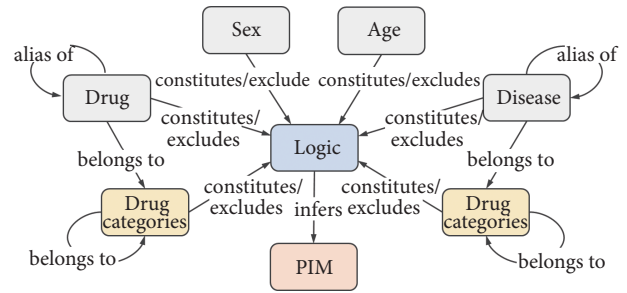 Sex
Age
alias of
alias of
constitutes/exclude
constitutes/excludes
Drug
Disease
constitutes/
excludes
constitutes/
excludes
Logic
belongs to
belongs to
constitutes/
excludes
constitutes/
excludes
infers
Drug
categories
Drug
categories
belongs to
belongs to
PIM